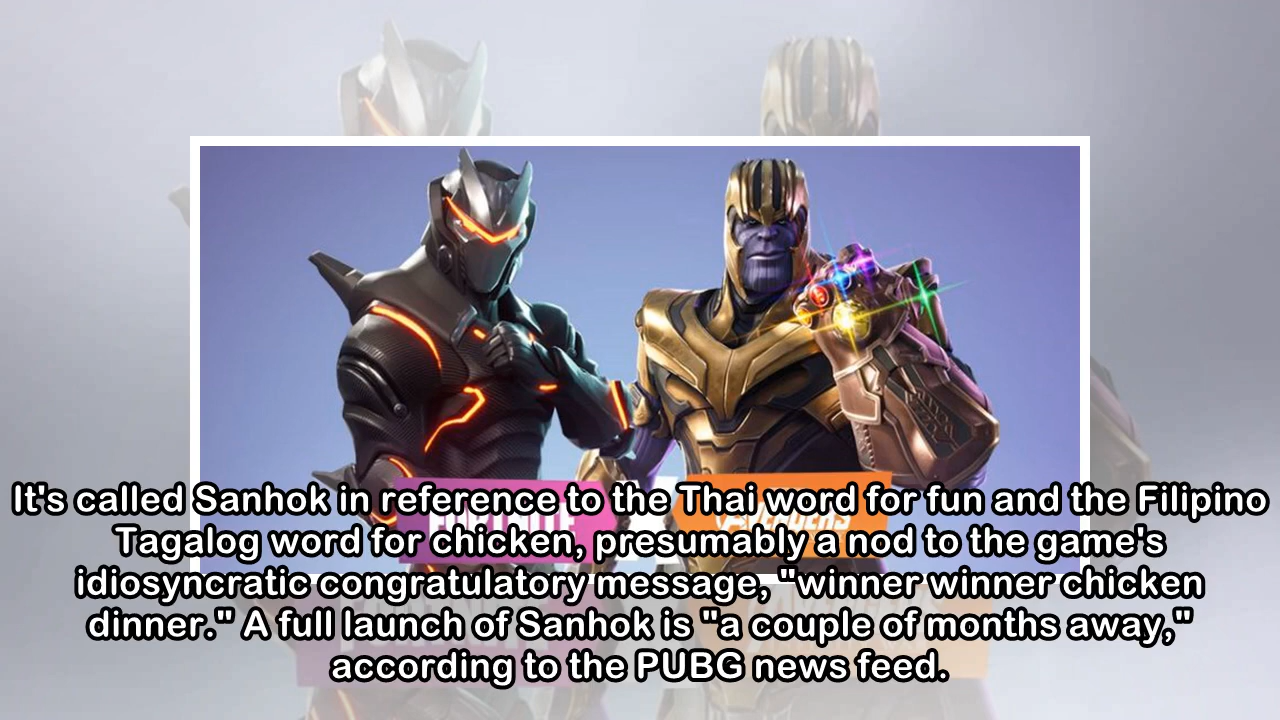 It's called Sanhok in reference to the Thai word for fun and the Filipino
Tagalog word for chicken, presumably a nod to the game's
idiosyncratic congratulatory message, "winner winner chicken
dinner." A full launch of Sanhok is "a couple of months away,"
according to the PUBG news feed.